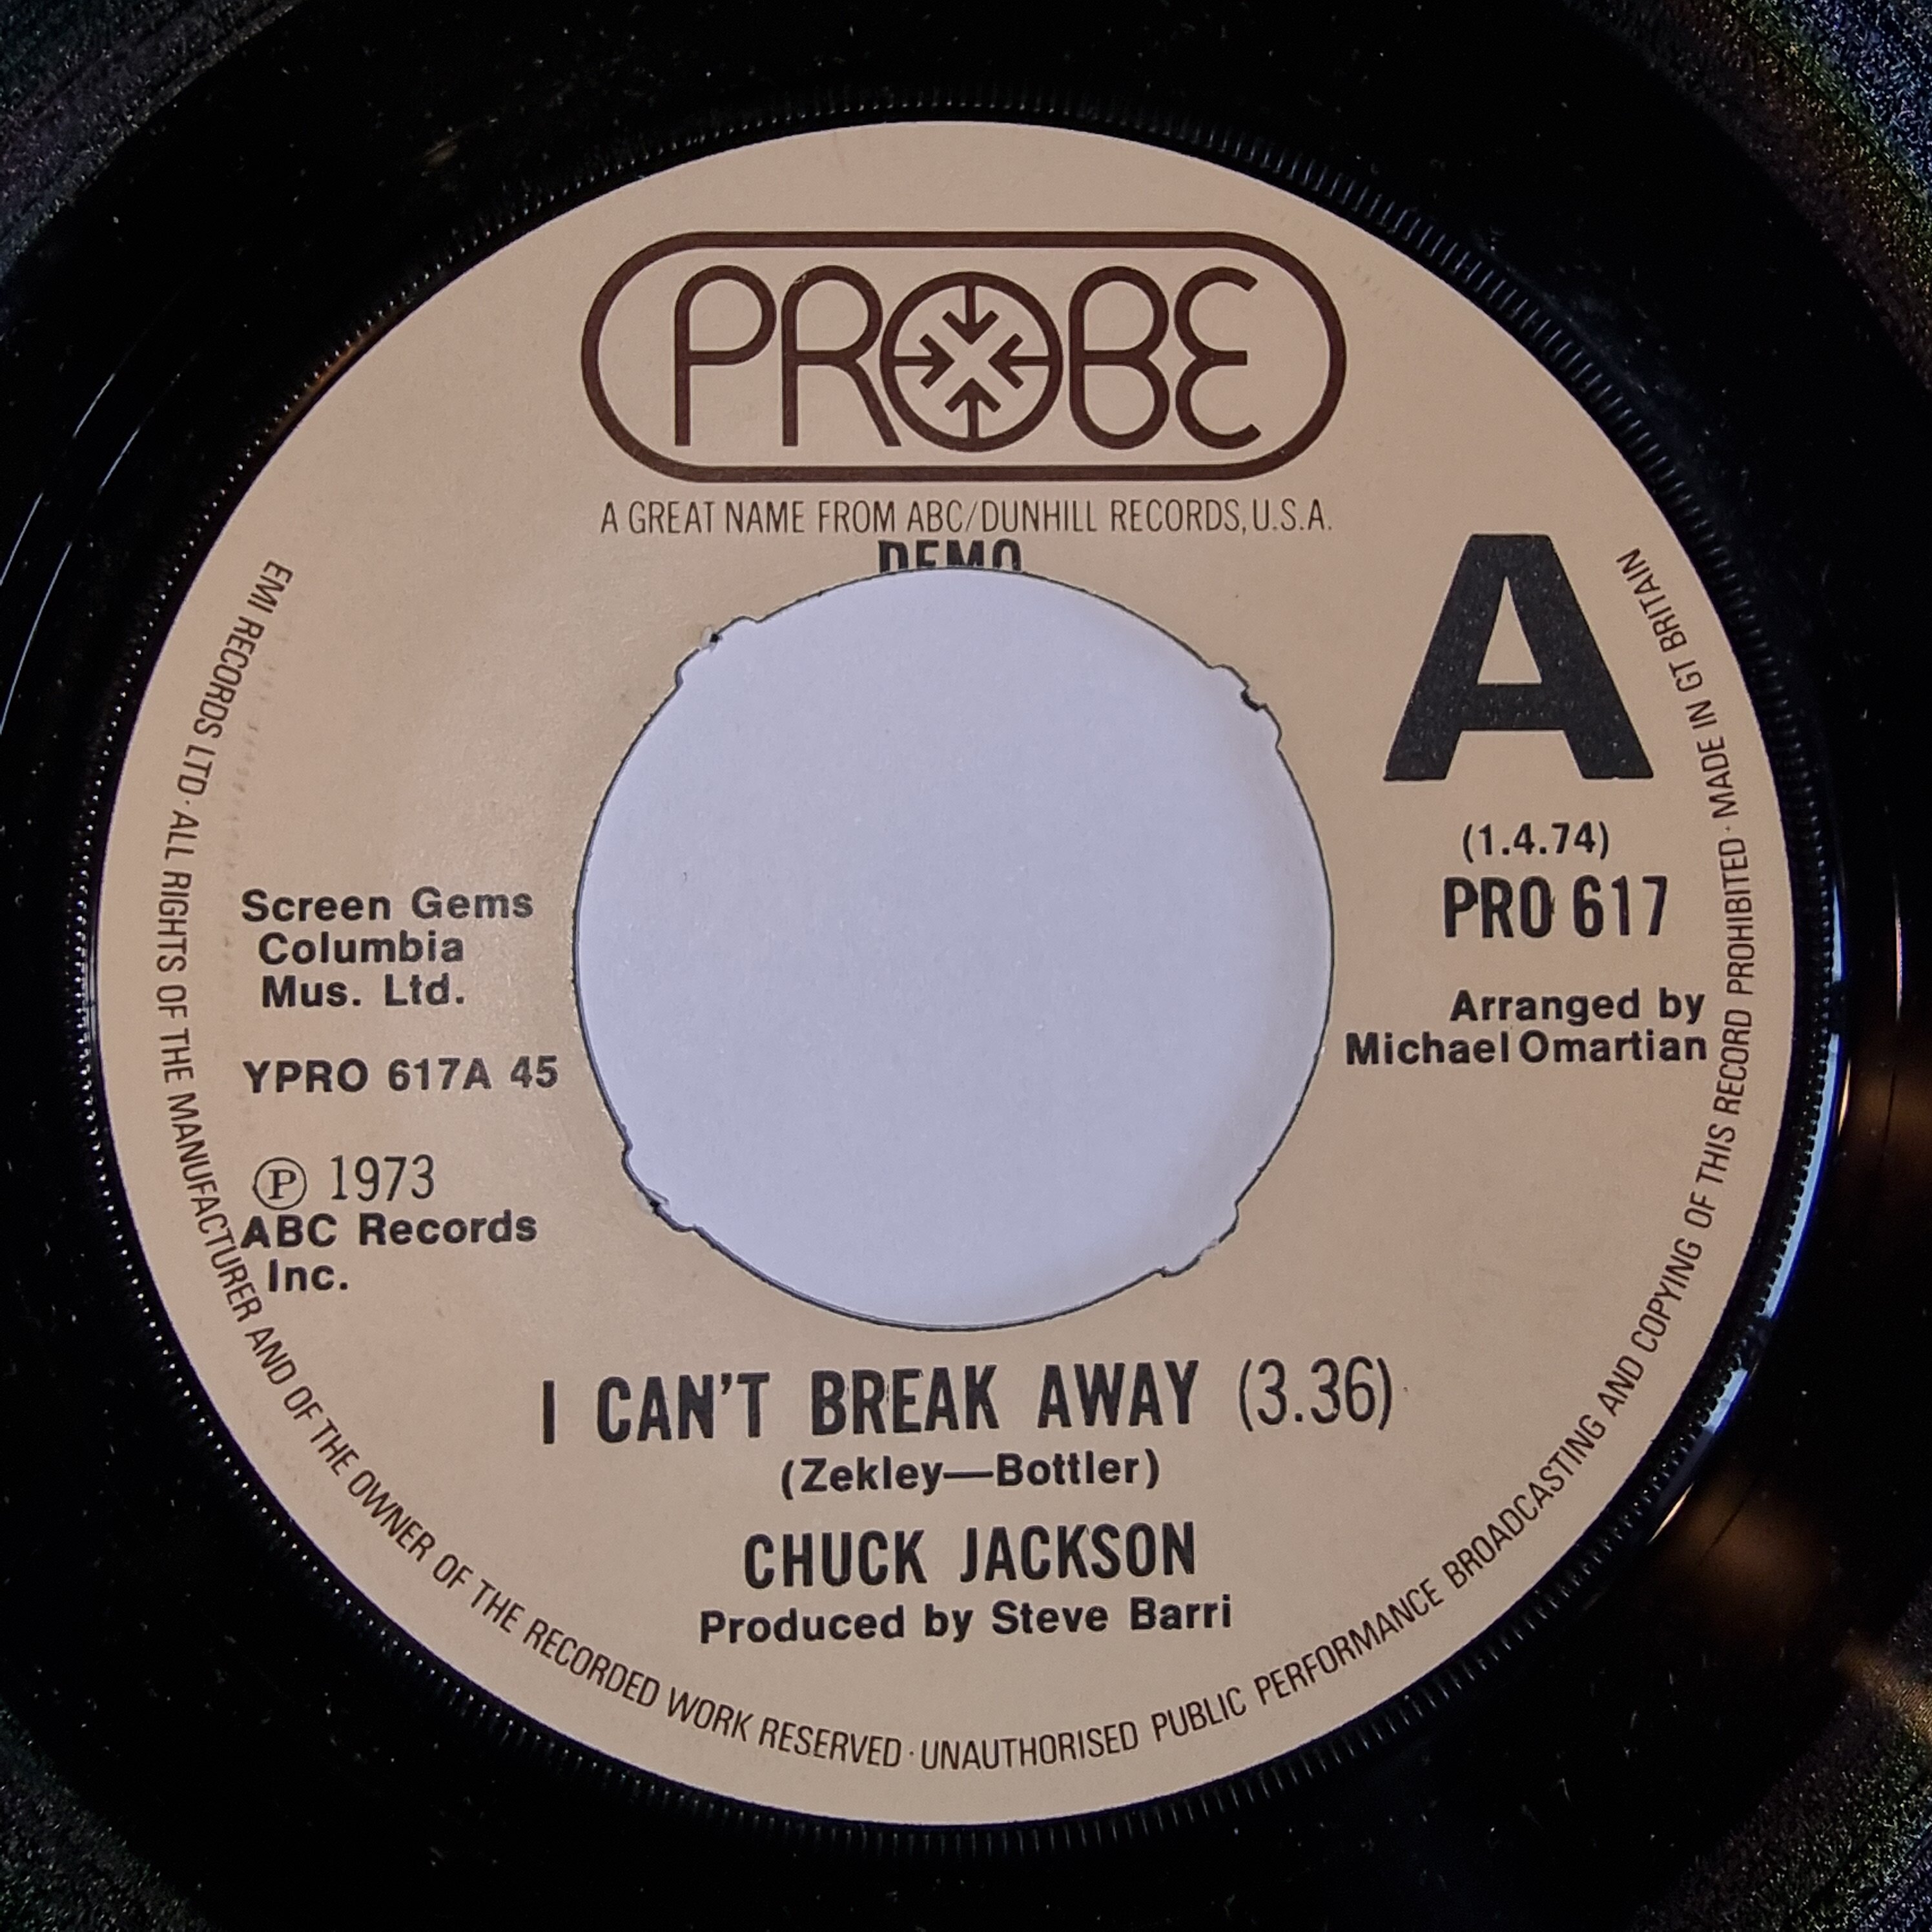 PROBE
A GREAT NAME FROM ABC/DUNHILL RECORDS, U.S.A.
DEMO
A
(1.4.74)
PRO 617
Arranged by
Michael Omartian
Screen Gems
Columbia
Mus. Ltd.
YPRO 617A 45
Ⓟ 1973
ABC Records
Inc.
I CAN'T BREAK AWAY (3.36)
(Zekley—Bottler)
CHUCK JACKSON
Produced by Steve Barri
EMI RECORDS LTD · ALL RIGHTS OF THE MANUFACTURER AND OF THE OWNER OF THE RECORDED WORK RESERVED · UNAUTHORISED PUBLIC PERFORMANCE BROADCASTING AND COPYING OF THIS RECORD PROHIBITED · MADE IN GT BRITAIN